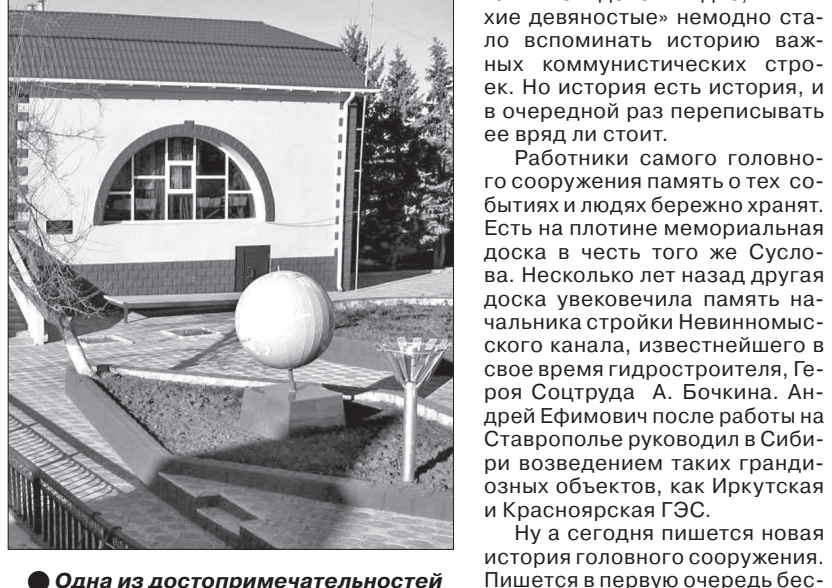 хие девяностые» немодно ста-
ло вспоминать историю важ-
ных коммунистических стро-
ек. Но история есть история, и
в очередной раз переписывать
ее вряд ли стоит.
Работники самого головно-
го сооружения память о тех со-
бытиях и людях бережно хранят.
Есть на плотине мемориальная
доска в честь того же Сусло-
ва. Несколько лет назад другая
доска увековечила память на-
чальника стройки Невинномыс-
ского канала, известнейшего в
свое время гидростроителя, Ге-
роя Соцтруда А. Бочкина. Ан-
дрей Ефимович после работы на
Ставрополье руководил в Сиби-
ри возведением таких гранди-
озных объектов, как Иркутская
и Красноярская ГЭС.
Ну а сегодня пишется новая
история головного сооружения.
Пишется в первую очередь бес-
● Одна из достопримечательностей